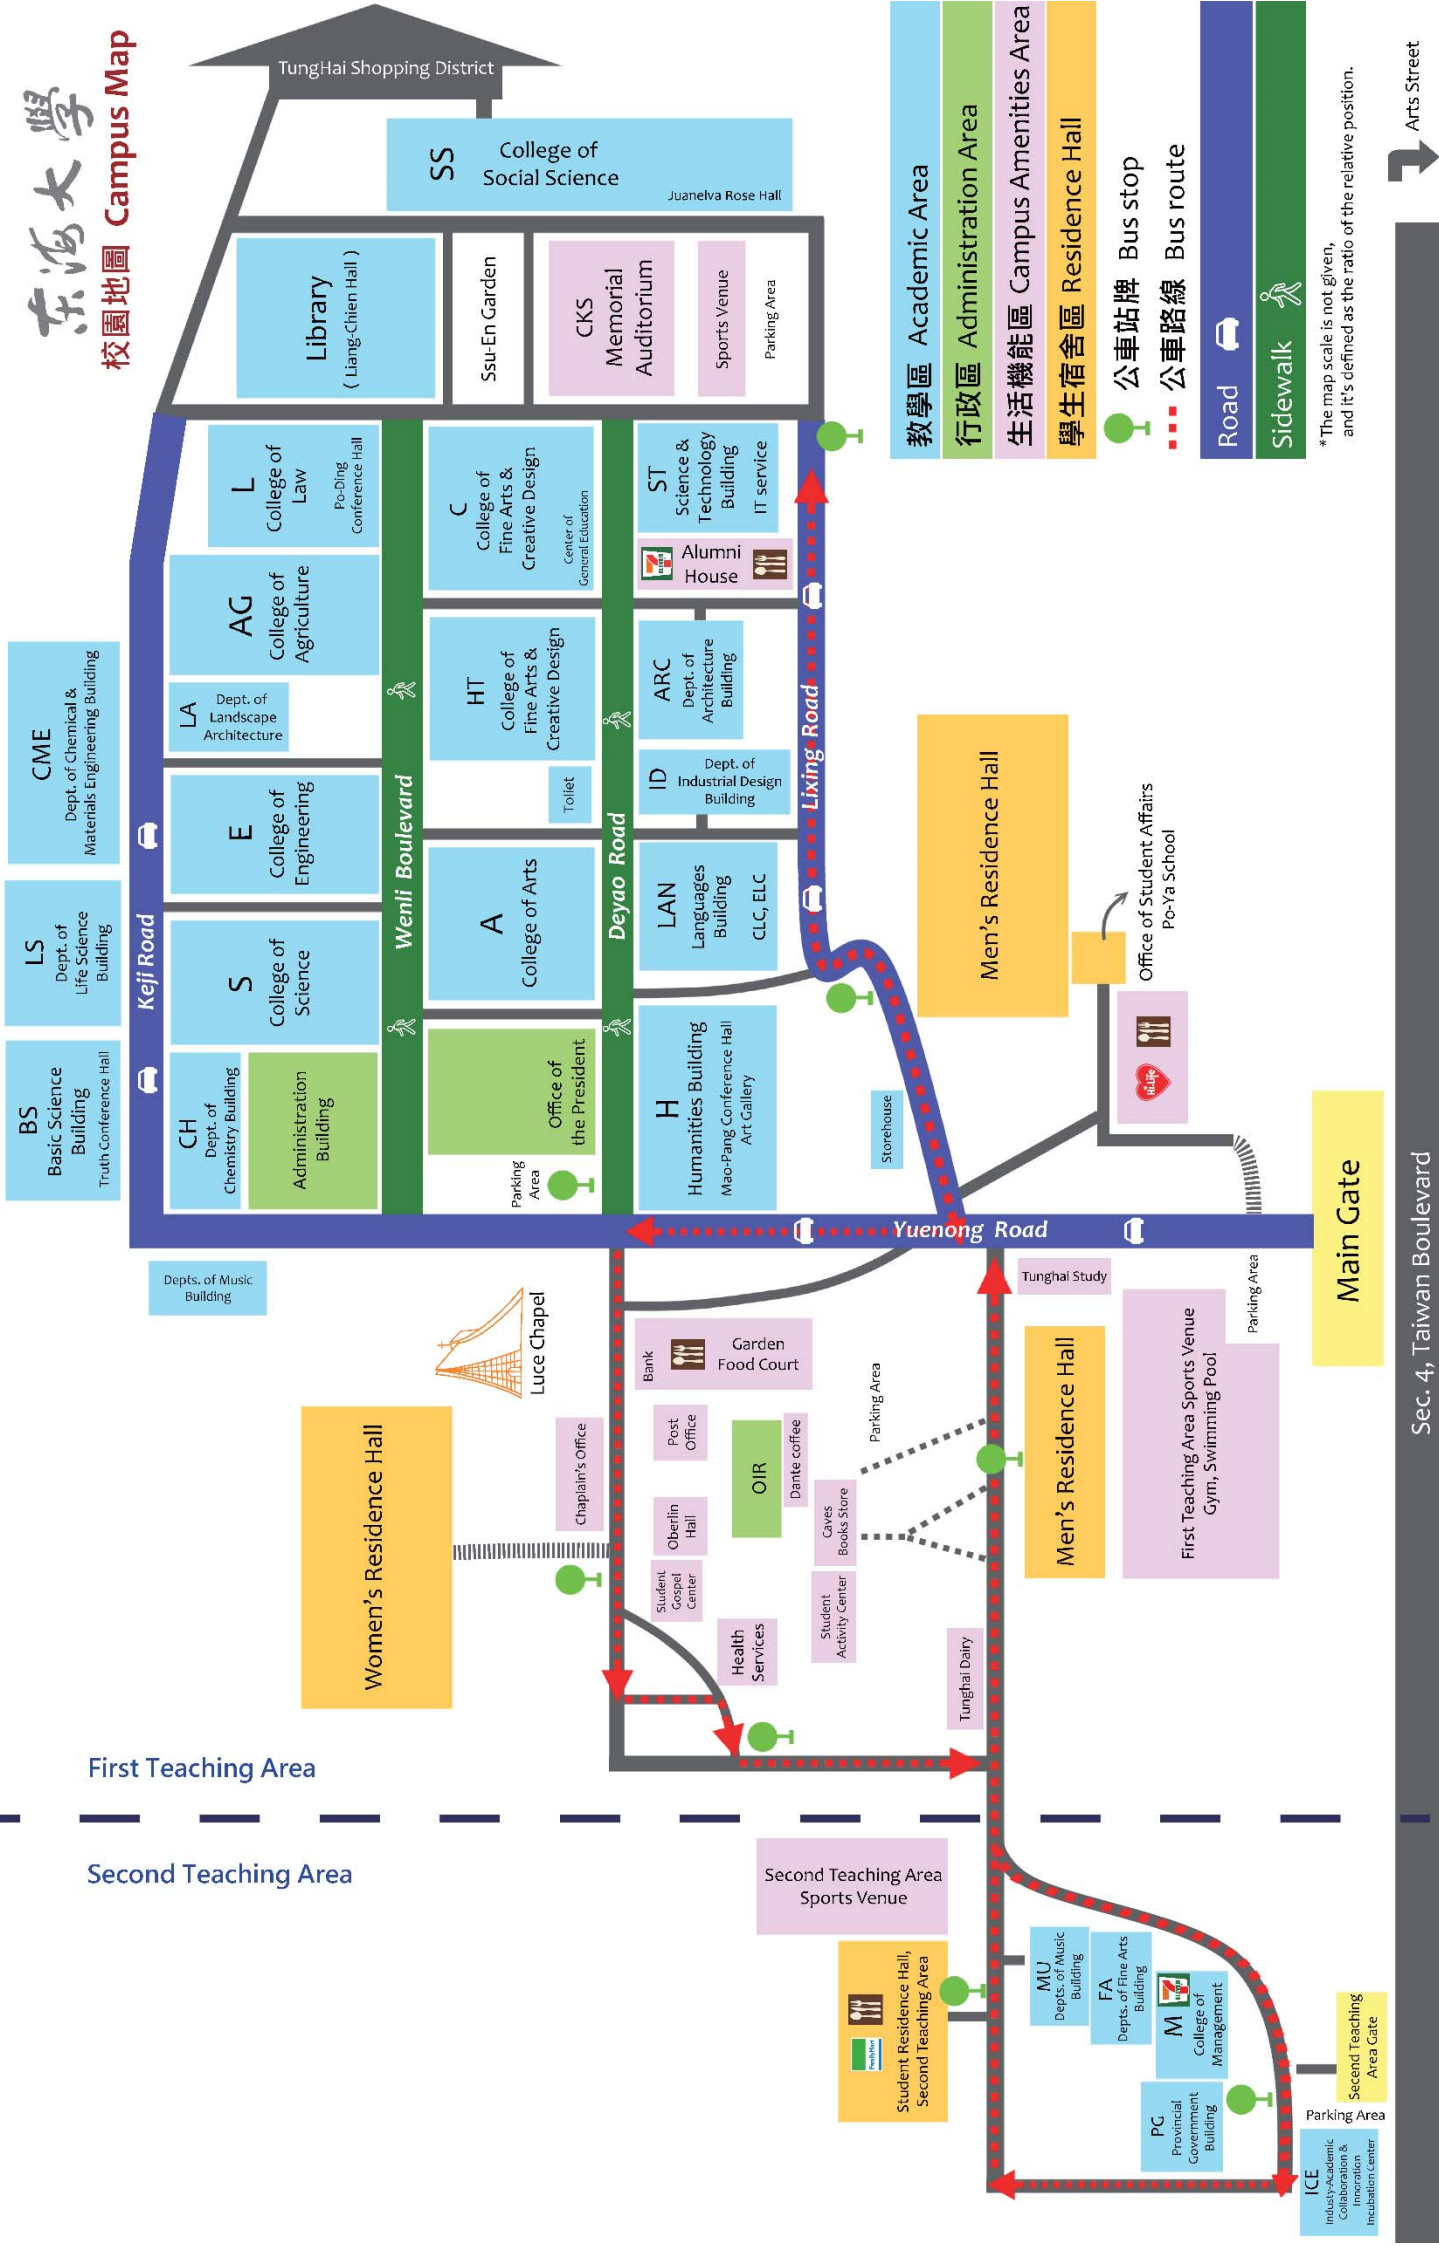 东海大學
校園地圖 Campus Map
TungHai Shopping District
SS
College of
Social Science
Juanelva Rose Hall
Library
( Liang-Chien Hall )
Ssu-En Garden
CKS
Memorial
Auditorium
Sports Venue
Parking Area
L
College of
Law
Po-Ding
Conference Hall
C
College of
Fine Arts &
Creative Design
Center of
General Education
ST
Science &
Technology
Building
IT service
7
ELEVEN
Alumni
House
AG
College of
Agriculture
LA
Dept. of
Landscape
Architecture
HT
College of
Fine Arts &
Creative Design
Toliet
ARC
Dept. of
Architecture
Building
ID
Dept. of
Industrial Design
Building
CME
Dept. of Chemical &
Materials Engineering Building
LS
Dept. of
Life Science
Building
BS
Basic Science
Building
Truth Conference Hall
Keji Road
E
College of
Engineering
S
College of
Science
CH
Dept. of
Chemistry Building
Administration
Building
Wenli Boulevard
A
College of Arts
Office of
the President
Parking
Area
Deyao Road
LAN
Languages
Building
CLC, ELC
H
Humanities Building
Mao-Pang Conference Hall
Art Gallery
Lixing Road
Storehouse
Men's Residence Hall
Office of Student Affairs
Po-Ya School
Hi-Life
Yuenong Road
Main Gate
Sec. 4, Taiwan Boulevard
Arts Street
教學區 Academic Area
行政區 Administration Area
生活機能區 Campus Amenities Area
學生宿舍區 Residence Hall
公車站牌 Bus stop
公車路線 Bus route
Road
Sidewalk
*The map scale is not given,
and it's defined as the ratio of the relative position.
Depts. of Music
Building
Luce Chapel
Women's Residence Hall
Chaplain's Office
Bank
Garden
Food Court
Post
Office
Oberlin
Hall
Student
Gospel
Center
OIR
Dante coffee
Health
Services
Caves
Books Store
Student
Activity Center
Parking Area
Tunghai Dairy
Tunghai Study
Men's Residence Hall
First Teaching Area Sports Venue
Gym, Swimming Pool
Parking Area
First Teaching Area
Second Teaching Area
Second Teaching Area
Sports Venue
FamilyMart
Student Residence Hall,
Second Teaching Area
MU
Depts. of Music
Building
FA
Depts. of Fine Arts
Building
M
College of
Management
7
ELEVEN
PG
Provincial
Government
Building
Secend Teaching
Area Gate
Parking Area
ICE
Industy-Academic
Collaboration &
Innoration
Incubation Center